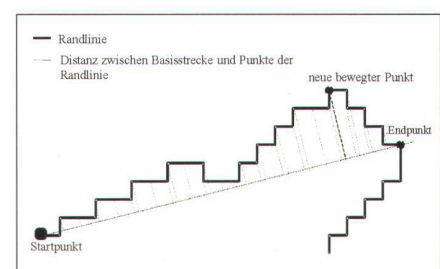 Randlinie
Distanz zwischen Basisstrecke und Punkte der
Randlinie
neue bewegter Punkt
Endpunkt
Startpunkt